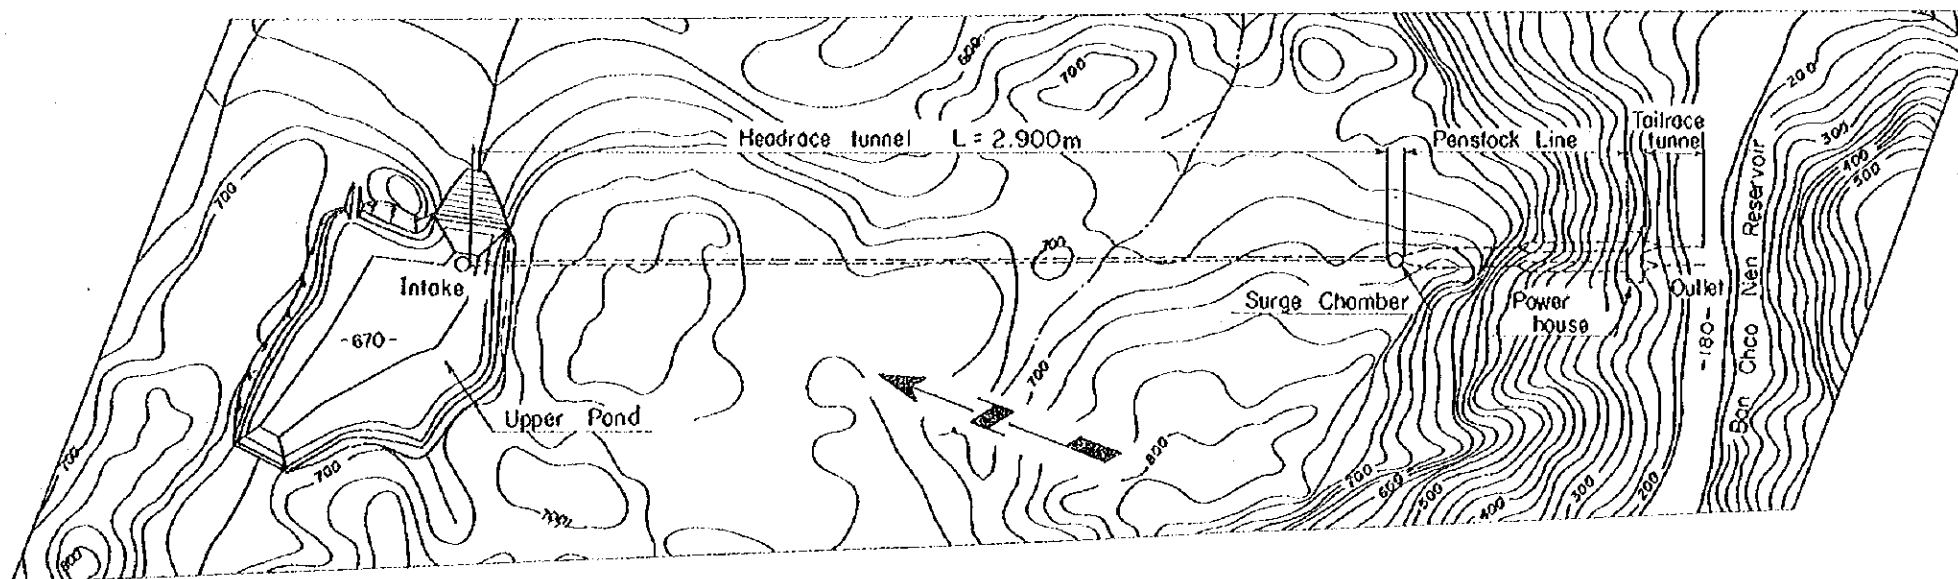 600
700
200
Headrace tunnel L = 2.900m
Penstock Line
Tailrace
tunnel
300
400
500
700
700
Intake
Surge Chamber
Power
house
Outlet
-670-
-180-
Ban Chao Nen Reservoir
700
Upper Pond
800
700
700
700
600
500
400
300
200
700
800